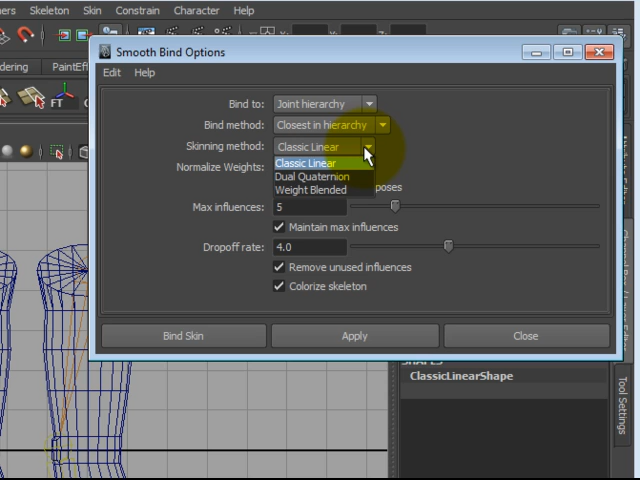 ners Skeleton Skin Constrain Character Help
Smooth Bind Options
Edit Help
dering PaintEff
FT
Bind to: Joint hierarchy
Bind method: Closest in hierarchy
Skinning method: Classic Linear
Classic Linear
Normalize Weights:
Dual Quaternion
Weight Blended
poses
Max influences: 5
Maintain max influences
Dropoff rate: 4.0
Remove unused influences
Colorize skeleton
Bind Skin Apply Close
ClassicLinearShape
Tool Settings